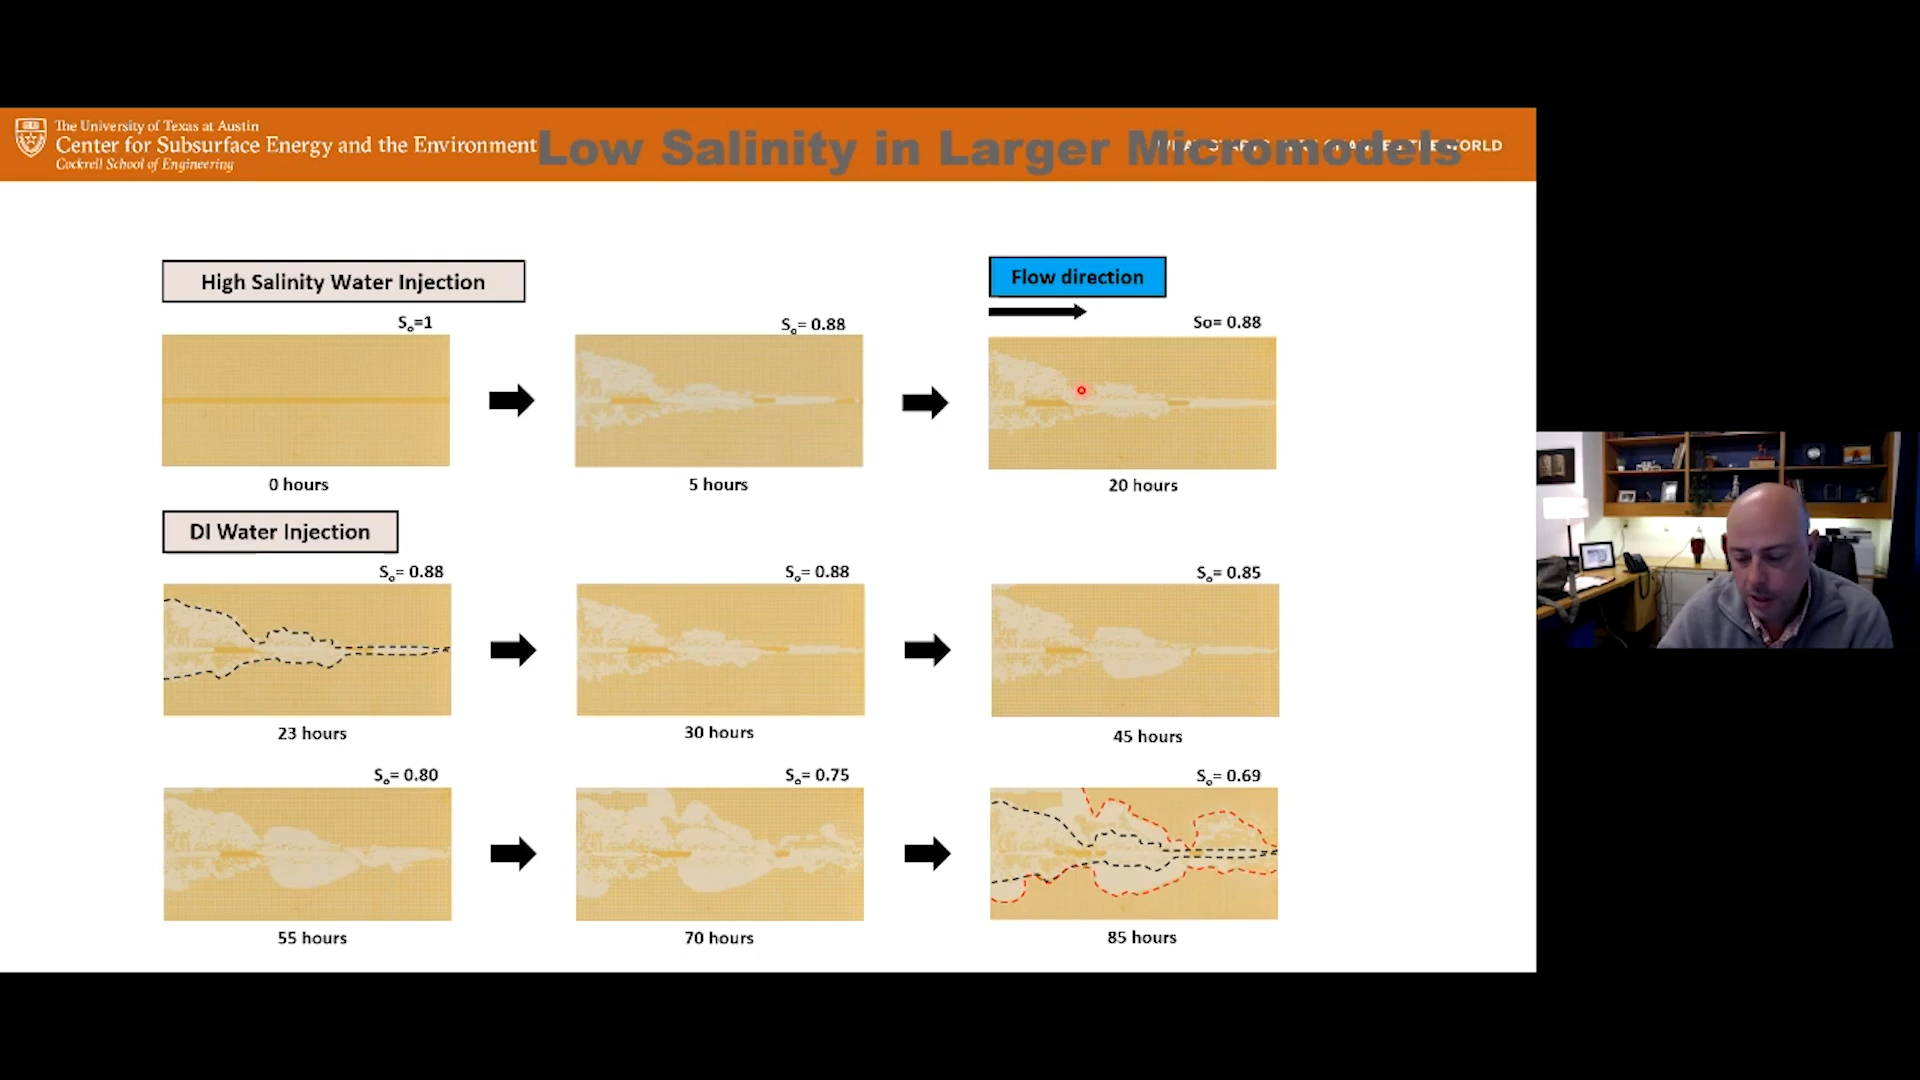 The University of Texas at Austin
Center for Subsurface Energy and the Environment
Cockrell School of Engineering
Low Salinity in Larger Micromodels
WORLD
High Salinity Water Injection
Flow direction
So=1
So= 0.88
So= 0.88
0 hours
5 hours
20 hours
DI Water Injection
So= 0.88
So= 0.88
So= 0.85
23 hours
30 hours
45 hours
So= 0.80
So= 0.75
So= 0.69
55 hours
70 hours
85 hours